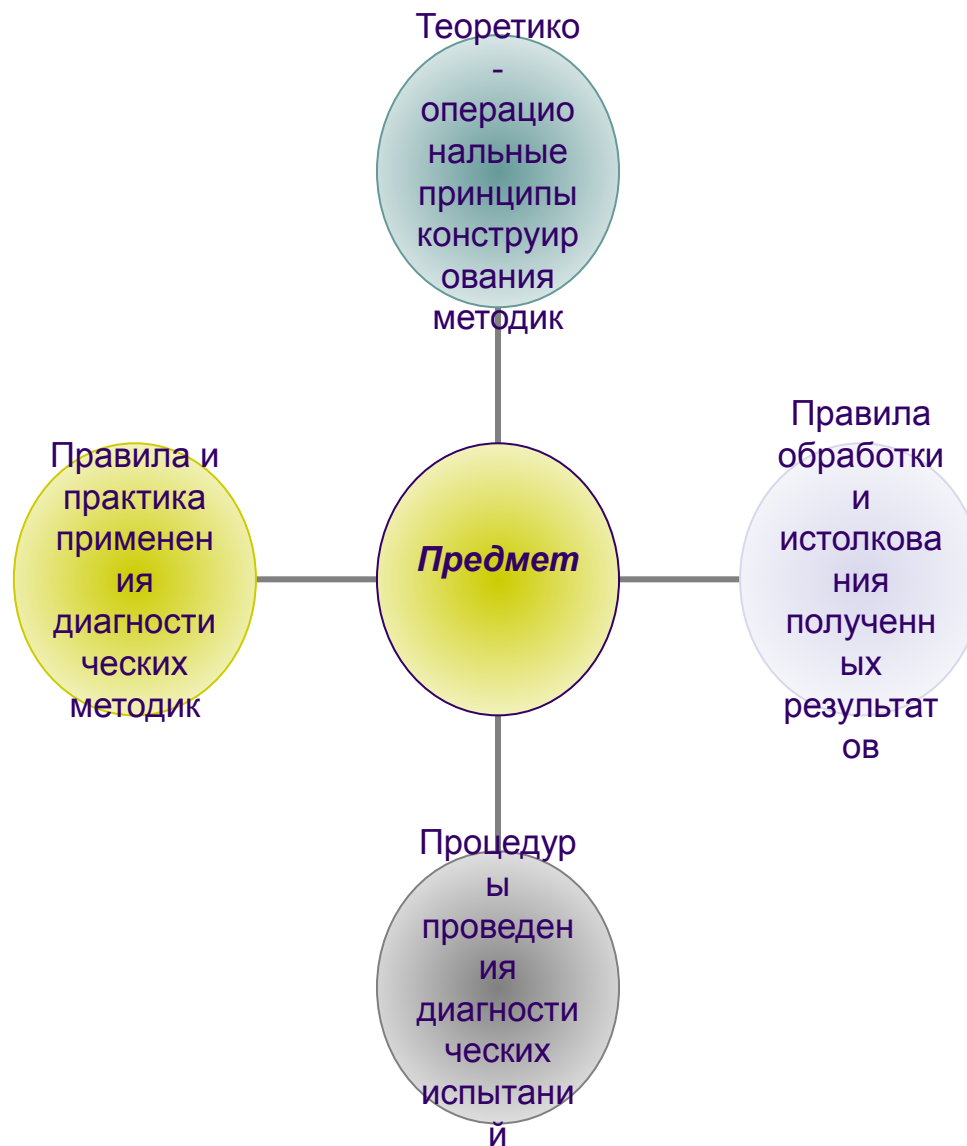 Теоретико
-
операцио
нальные
принципы
конструир
ования
методик
Правила и
практика
применен
ия
диагности
ческих
методик
Предмет
Правила
обработки
и
истолкова
ния
полученн
ых
результат
ов
Процедур
ы
проведен
ия
диагности
ческих
испытани
й